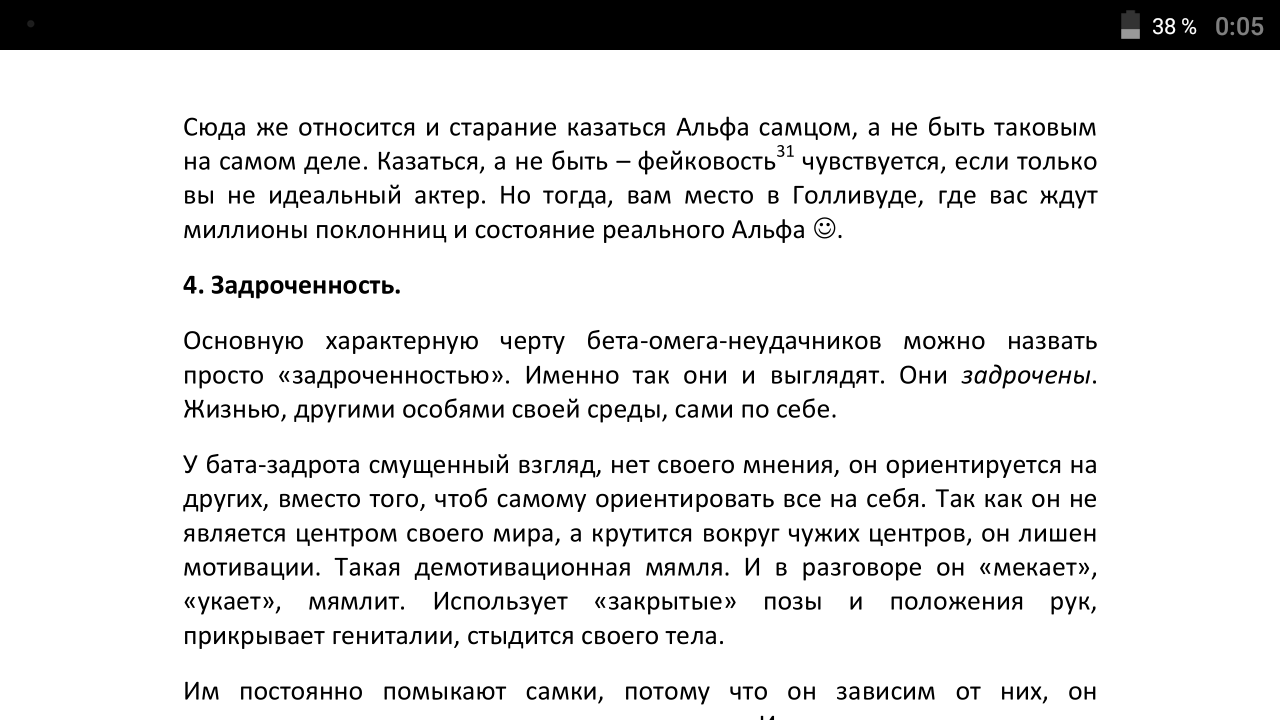 38 % 0:05
Сюда же относится и старание казаться Альфа самцом, а не быть таковым
на самом деле. Казаться, а не быть – фейковость31 чувствуется, если только
вы не идеальный актер. Но тогда, вам место в Голливуде, где вас ждут
миллионы поклонниц и состояние реального Альфа ☺.
4. Задроченность.
Основную характерную черту бета-омега-неудачников можно назвать
просто «задроченностью». Именно так они и выглядят. Они задрочены.
Жизнью, другими особями своей среды, сами по себе.
У бата-задрота смущенный взгляд, нет своего мнения, он ориентируется на
других, вместо того, чтоб самому ориентировать все на себя. Так как он не
является центром своего мира, а крутится вокруг чужих центров, он лишен
мотивации. Такая демотивационная мямля. И в разговоре он «мекает»,
«укает», мямлит. Использует «закрытые» позы и положения рук,
прикрывает гениталии, стыдится своего тела.
Им постоянно помыкают самки, потому что он зависим от них, он